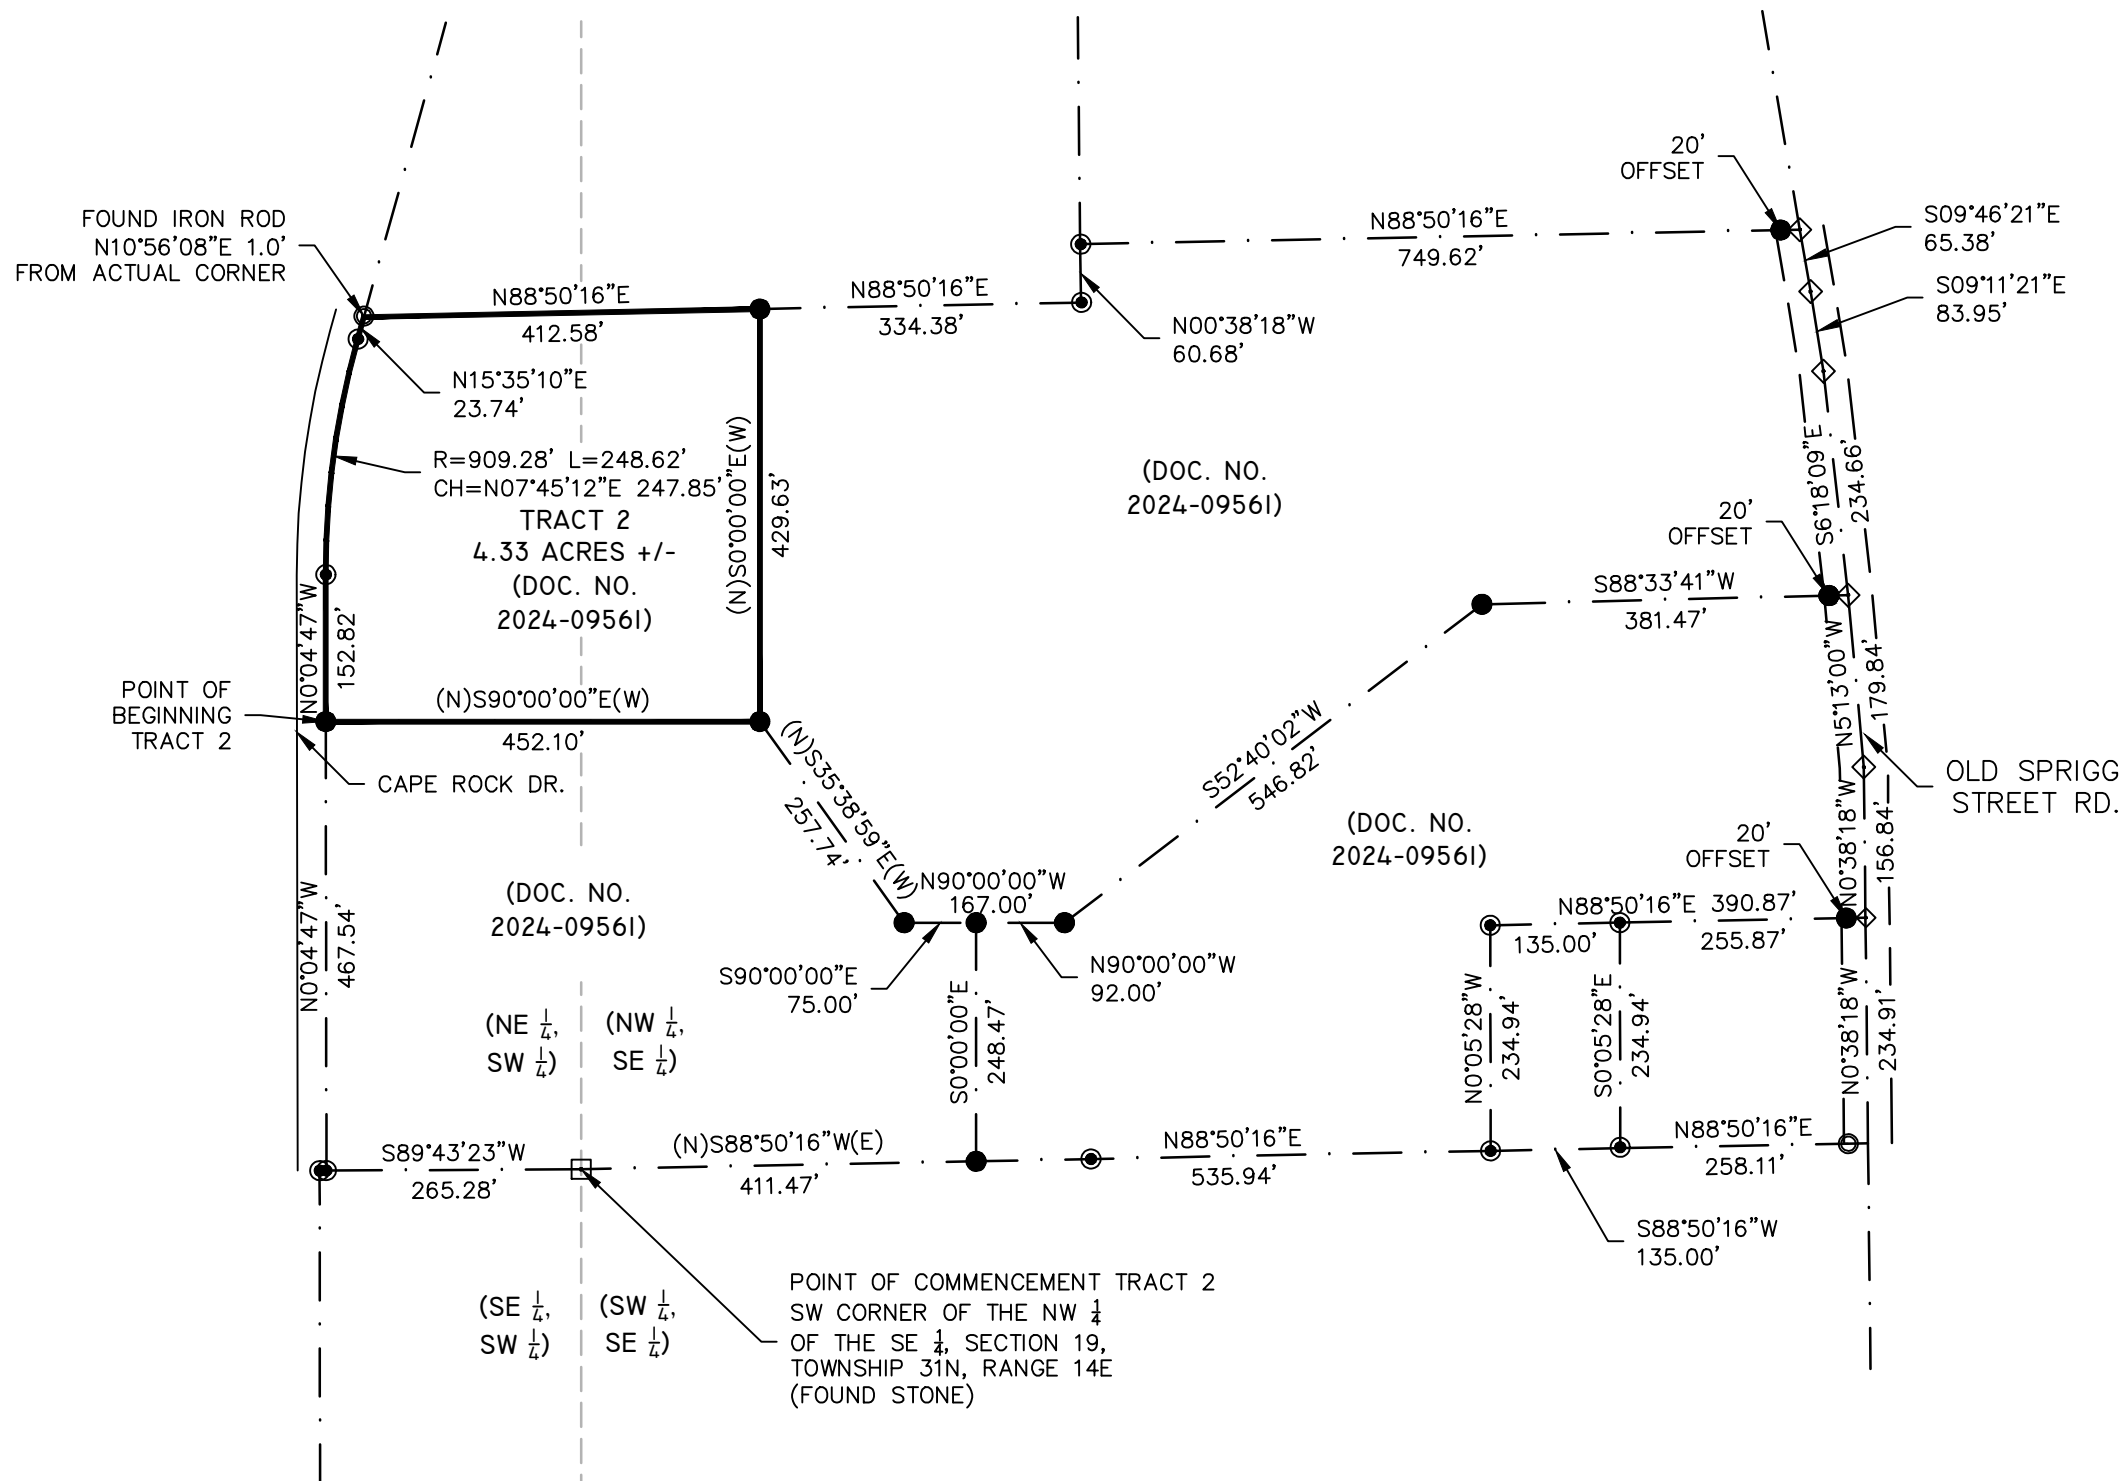 20'
OFFSET
S09°46'21"E
65.38'
FOUND IRON ROD
N10°56'08"E 1.0'
FROM ACTUAL CORNER
N88°50'16"E
749.62'
S09°11'21"E
83.95'
N88°50'16"E
412.58'
N88°50'16"E
334.38'
N00°38'18"W
60.68'
N15°35'10"E
23.74'
R=909.28' L=248.62'
CH=N07°45'12"E 247.85'
TRACT 2
4.33 ACRES +/-
(DOC. NO.
2024-0956I)
(N)S0°00'00"E(W)
429.63'
(DOC. NO.
2024-0956I)
S6°18'09"E
234.66'
20'
OFFSET
S88°33'41"W
381.47'
N0°04'47"W
152.82'
POINT OF
BEGINNING
TRACT 2
(N)S90°00'00"E(W)
452.10'
CAPE ROCK DR.
(N)S35°38'59"E(W)
257.74'
S52°40'02"W
546.82'
N5°13'00"W
179.84'
OLD SPRIGG
STREET RD.
(DOC. NO.
2024-0956I)
20'
OFFSET
N0°38'18"W
156.84'
N0°04'47"W
467.54'
(DOC. NO.
2024-0956I)
N90°00'00"W
167.00'
S90°00'00"E
75.00'
N90°00'00"W
92.00'
N88°50'16"E 390.87'
135.00'
255.87'
(NE 1/4,
SW 1/4)
(NW 1/4,
SE 1/4)
S0°00'00"E
248.47'
N0°05'28"W
234.94'
S0°05'28"E
234.94'
N0°38'18"W
234.91'
S89°43'23"W
265.28'
(N)S88°50'16"W(E)
411.47'
N88°50'16"E
535.94'
N88°50'16"E
258.11'
S88°50'16"W
135.00'
(SE 1/4,
SW 1/4)
(SW 1/4,
SE 1/4)
POINT OF COMMENCEMENT TRACT 2
SW CORNER OF THE NW 1/4
OF THE SE 1/4, SECTION 19,
TOWNSHIP 31N, RANGE 14E
(FOUND STONE)